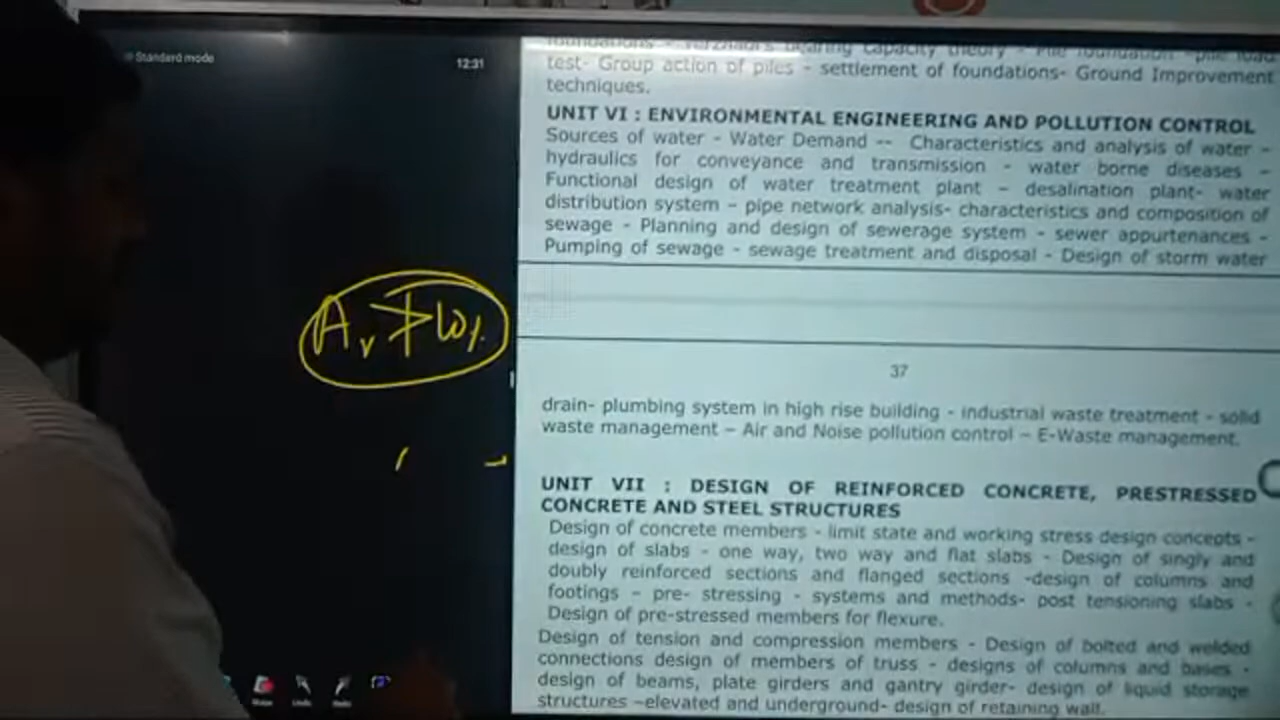 Standard mode
12:31
foundations - Terzhaghi's bearing capacity theory - Pile foundation -pile load
test- Group action of piles - settlement of foundations- Ground Improvement
techniques.
UNIT VI : ENVIRONMENTAL ENGINEERING AND POLLUTION CONTROL
Sources of water - Water Demand -- Characteristics and analysis of water -
hydraulics for conveyance and transmission - water borne diseases -
Functional design of water treatment plant - desalination plant- water
distribution system - pipe network analysis- characteristics and composition of
sewage - Planning and design of sewerage system - sewer appurtenances -
Pumping of sewage - sewage treatment and disposal - Design of storm water
37
drain- plumbing system in high rise building - industrial waste treatment - solid
waste management - Air and Noise pollution control - E-Waste management.
UNIT VII : DESIGN OF REINFORCED CONCRETE, PRESTRESSED
CONCRETE AND STEEL STRUCTURES
Design of concrete members - limit state and working stress design concepts -
design of slabs - one way, two way and flat slabs - Design of singly and
doubly reinforced sections and flanged sections -design of columns and
footings - pre- stressing - systems and methods- post tensioning slabs -
Design of pre-stressed members for flexure.
Design of tension and compression members - Design of bolted and welded
connections design of members of truss - designs of columns and bases -
design of beams, plate girders and gantry girder- design of liquid storage
structures -elevated and underground- design of retaining wall.